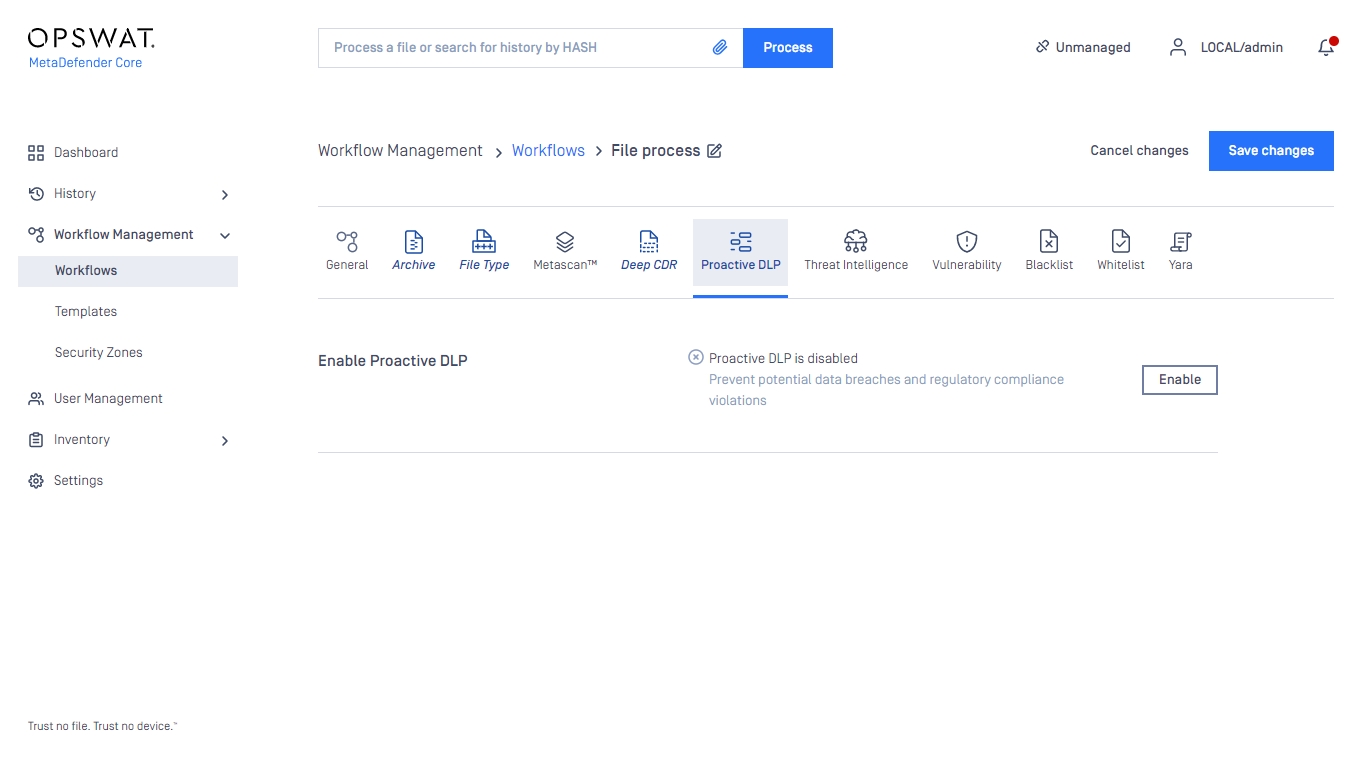 OPSWAT.
MetaDefender Core
Process a file or search for history by HASH
Process
Unmanaged
LOCAL/admin
Dashboard
History
Workflow Management
Workflows
Templates
Security Zones
User Management
Inventory
Settings
Workflow Management > Workflows > File process
Cancel changes
Save changes
General
Archive
File Type
Metascan™
Deep CDR
Proactive DLP
Threat Intelligence
Vulnerability
Blacklist
Whitelist
Yara
Enable Proactive DLP
Proactive DLP is disabled
Prevent potential data breaches and regulatory compliance
violations
Enable
Trust no file. Trust no device.™